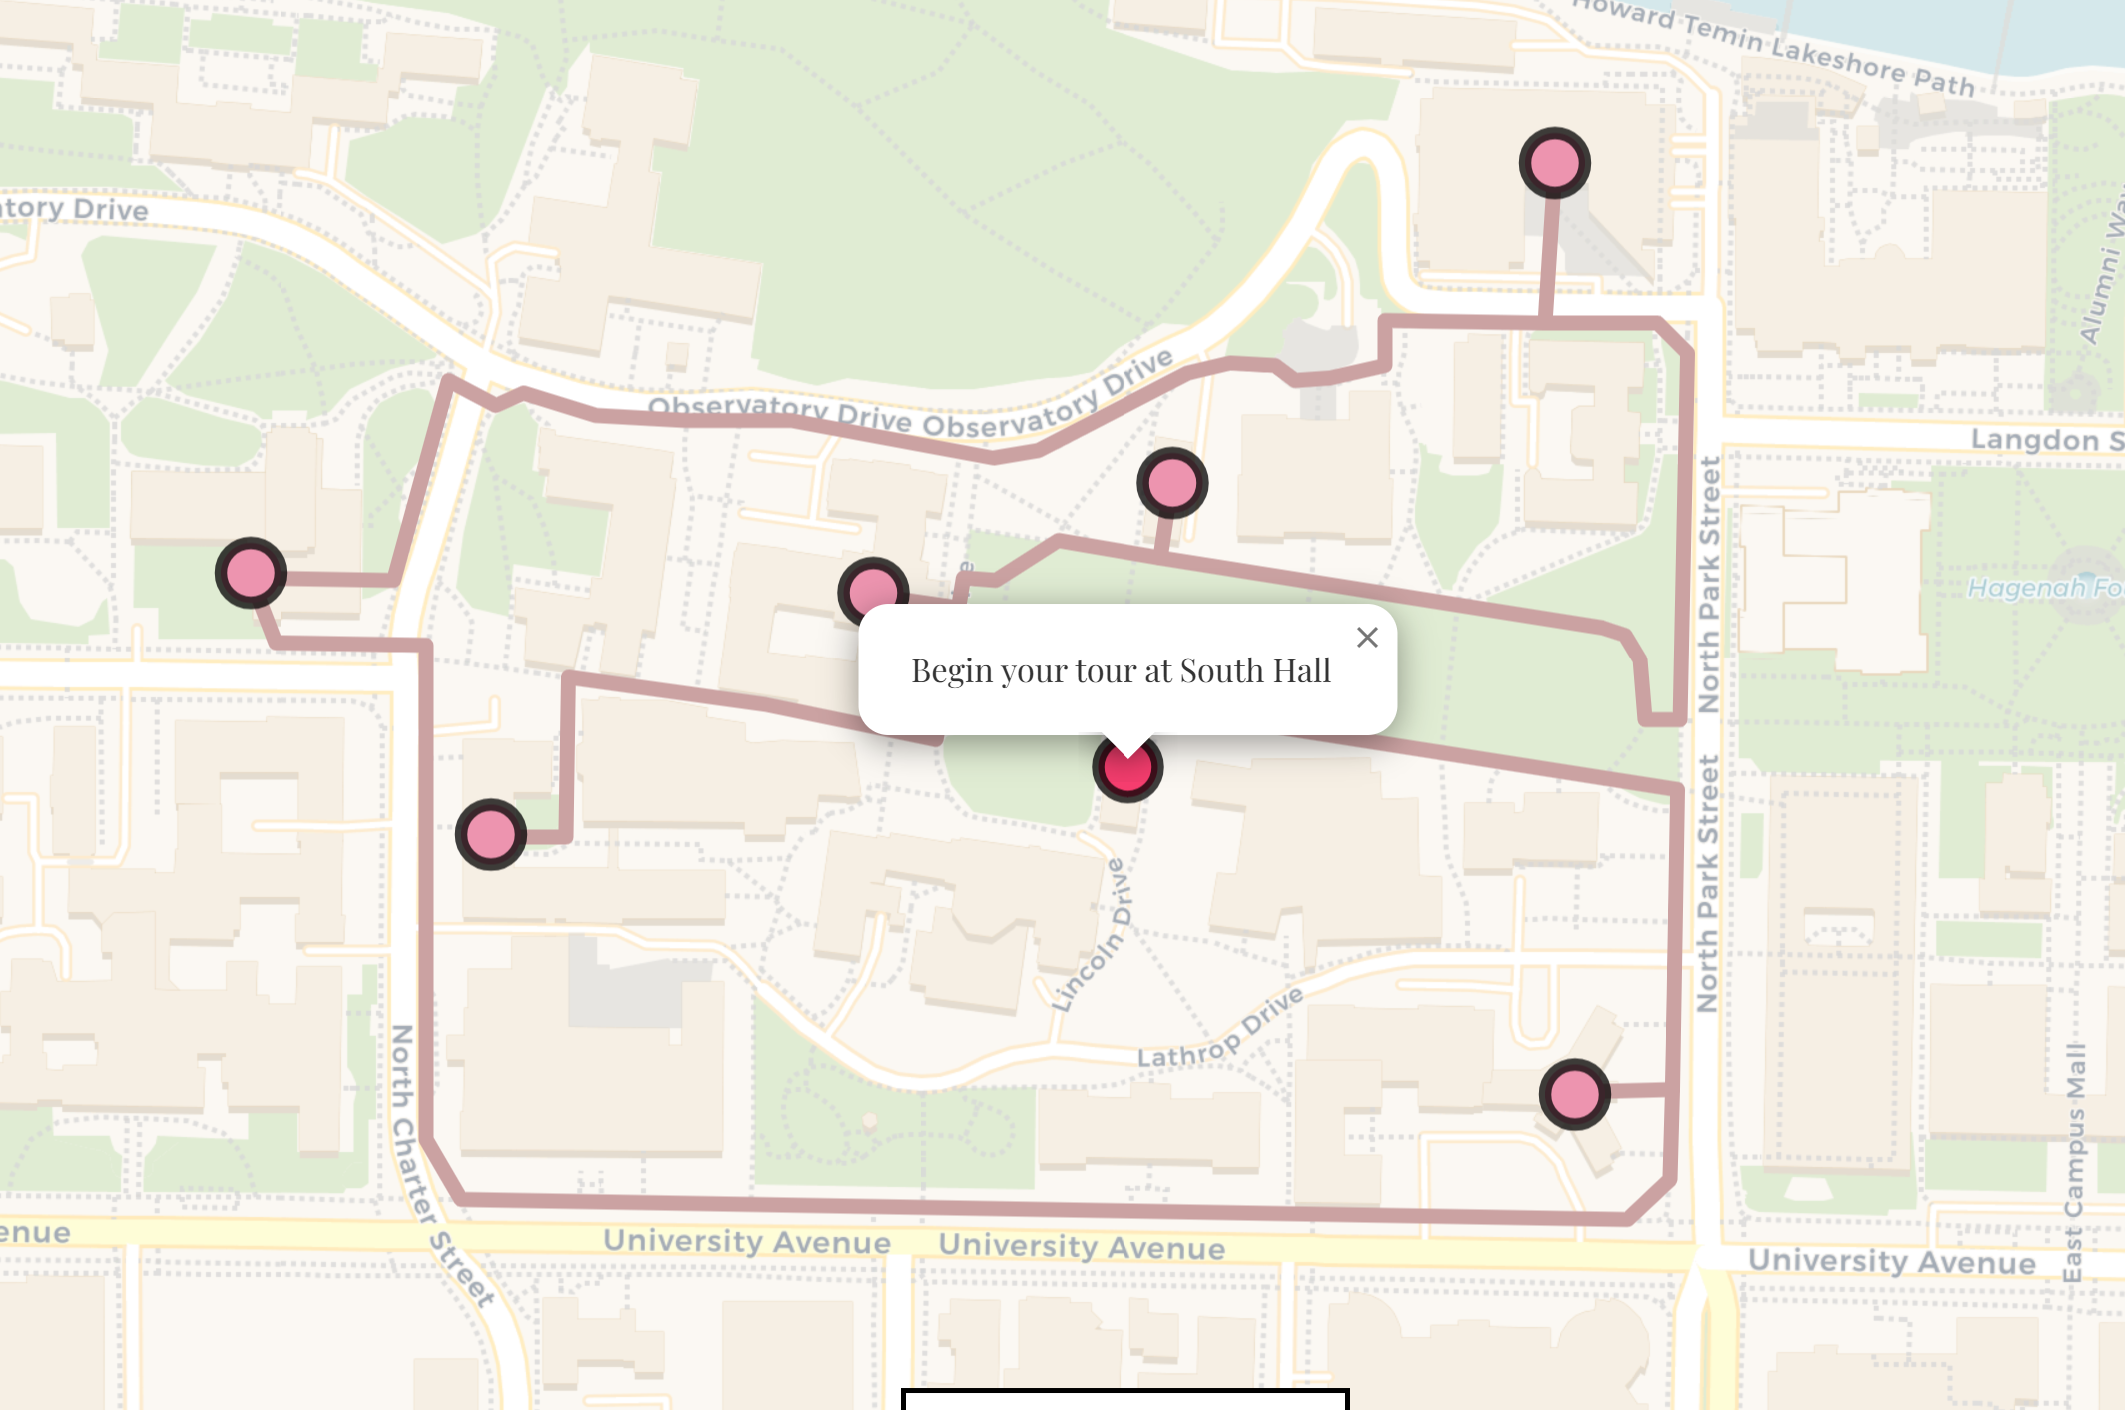 Howard Temin Lakeshore Path
atory Drive
Alumni Wa
Observatory Drive
Observatory Drive
Langdon S
North Park Street
Hagenah Fo
e
Begin your tour at South Hall
North Park Street
Lincoln Drive
Lathrop Drive
North Charter Street
East Campus Mall
enue
University Avenue
University Avenue
University Avenue